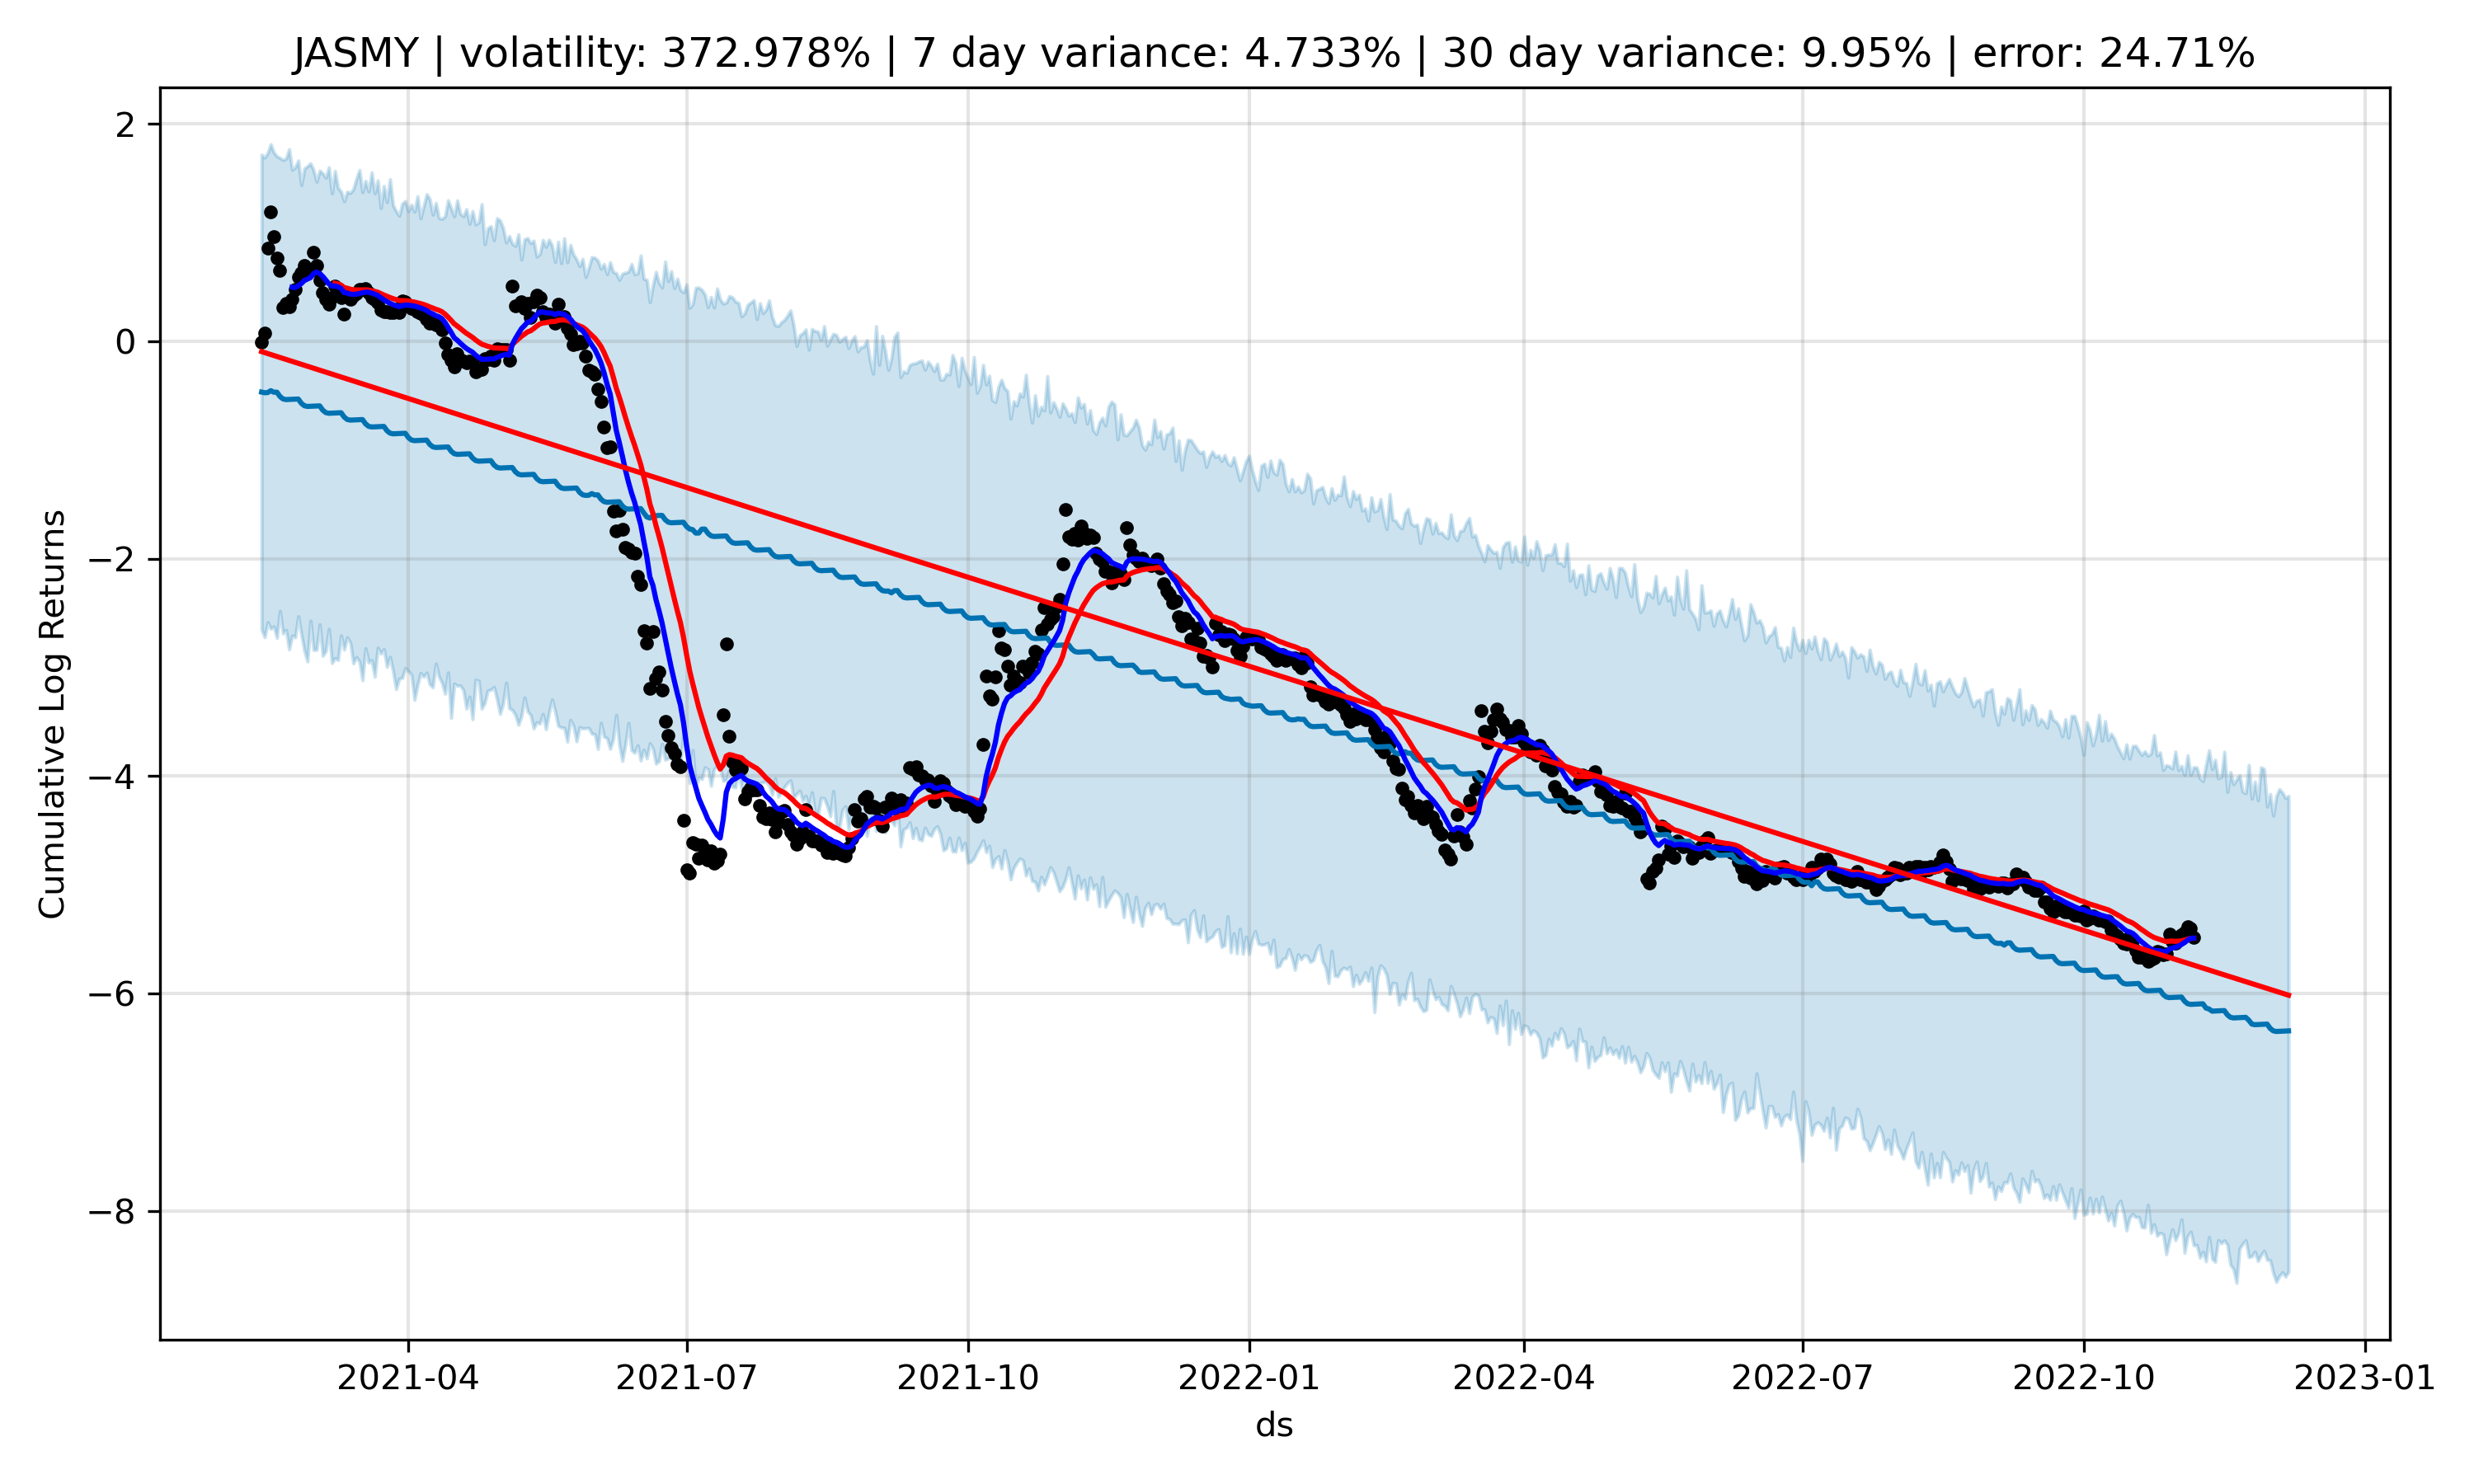 JASMY | volatility: 372.978% | 7 day variance: 4.733% | 30 day variance: 9.95% | error: 24.71%
Cumulative Log Returns
2
0
−2
−4
−6
−8
2021-04 2021-07 2021-10 2022-01 2022-04 2022-07 2022-10 2023-01
ds